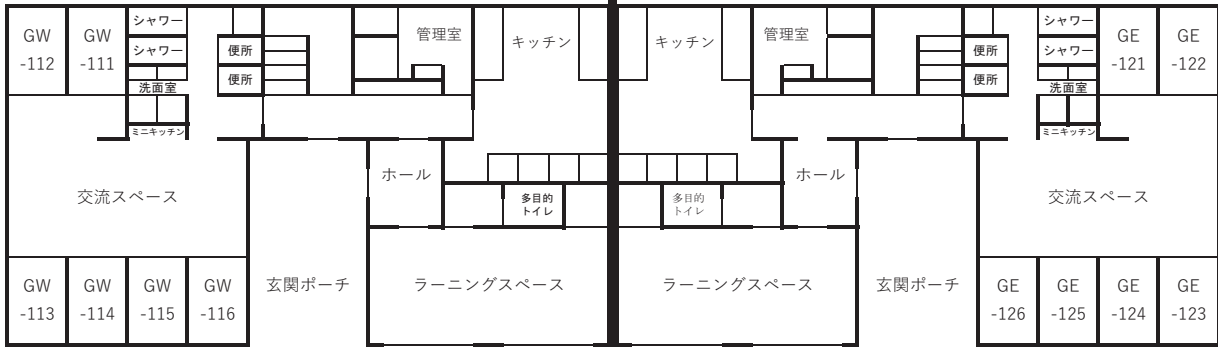 GW
-112
GW
-111
シャワー
シャワー
洗面室
ミニキッチン
便所
便所
管理室
キッチン
交流スペース
ホール
多目的
トイレ
GW
-113
GW
-114
GW
-115
GW
-116
玄関ポーチ
ラーニングスペース
キッチン
管理室
便所
便所
シャワー
シャワー
洗面室
ミニキッチン
GE
-121
GE
-122
多目的
トイレ
ホール
交流スペース
ラーニングスペース
玄関ポーチ
GE
-126
GE
-125
GE
-124
GE
-123